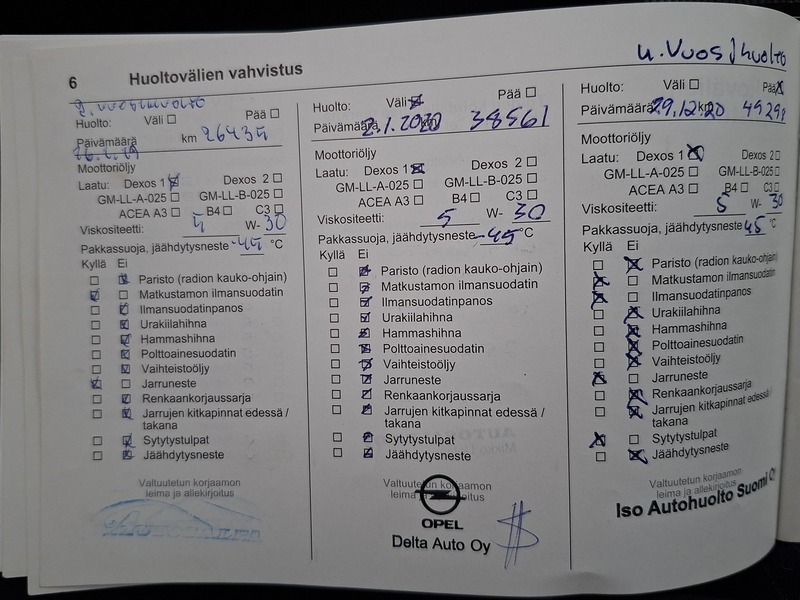 6 Huoltovälien vahvistus
2. vuosihuolto
Huolto: Väli ☐ Pää ☐
Päivämäärä km 26434
Moottoriöljy
Laatu: Dexos 1 ☒ Dexos 2 ☐
GM-LL-A-025 ☐ GM-LL-B-025 ☐
ACEA A3 ☐ B4 ☐ C3 ☐
Viskositeetti: 5 W- 30
Pakkassuoja, jäähdytysneste -45 °C
Kyllä Ei
☐ ☒ Paristo (radion kauko-ohjain)
☒ ☐ Matkustamon ilmansuodatin
☐ ☒ Ilmansuodatinpanos
☐ ☒ Urakiilahihna
☐ ☒ Hammashihna
☐ ☒ Polttoainesuodatin
☐ ☒ Vaihteistoöljy
☒ ☐ Jarruneste
☐ ☒ Renkaankorjaussarja
☐ ☒ Jarrujen kitkapinnat edessä /
takana
☐ ☒ Sytytystulpat
☐ ☒ Jäähdytysneste
Valtuutetun korjaamon
leima ja allekirjoitus
Huolto: Väli ☒ Pää ☐
Päivämäärä 2.1.2020 km 38561
Moottoriöljy
Laatu: Dexos 1 ☒ Dexos 2 ☐
GM-LL-A-025 ☐ GM-LL-B-025 ☐
ACEA A3 ☐ B4 ☐ C3 ☐
Viskositeetti: 5 W- 30
Pakkassuoja, jäähdytysneste -45 °C
Kyllä Ei
☐ ☒ Paristo (radion kauko-ohjain)
☐ ☒ Matkustamon ilmansuodatin
☐ ☒ Ilmansuodatinpanos
☐ ☒ Urakiilahihna
☐ ☒ Hammashihna
☐ ☒ Polttoainesuodatin
☐ ☒ Vaihteistoöljy
☐ ☒ Jarruneste
☐ ☒ Renkaankorjaussarja
☐ ☒ Jarrujen kitkapinnat edessä /
takana
☐ ☒ Sytytystulpat
☐ ☒ Jäähdytysneste
Valtuutetun korjaamon
leima ja allekirjoitus
OPEL
Delta Auto Oy
4. Vuosihuolto
Huolto: Väli ☐ Pää ☒
Päivämäärä 29.12.20 km 49298
Moottoriöljy
Laatu: Dexos 1 ☒ Dexos 2 ☐
GM-LL-A-025 ☐ GM-LL-B-025 ☐
ACEA A3 ☐ B4 ☐ C3 ☐
Viskositeetti: 5 W- 30
Pakkassuoja, jäähdytysneste 45 °C
Kyllä Ei
☐ ☒ Paristo (radion kauko-ohjain)
☒ ☐ Matkustamon ilmansuodatin
☒ ☐ Ilmansuodatinpanos
☐ ☒ Urakiilahihna
☐ ☒ Hammashihna
☐ ☒ Polttoainesuodatin
☐ ☒ Vaihteistoöljy
☒ ☐ Jarruneste
☐ ☒ Renkaankorjaussarja
☐ ☒ Jarrujen kitkapinnat edessä /
takana
☒ ☐ Sytytystulpat
☐ ☒ Jäähdytysneste
Valtuutetun korjaamon
leima ja allekirjoitus
Iso Autohuolto Suomi Oy